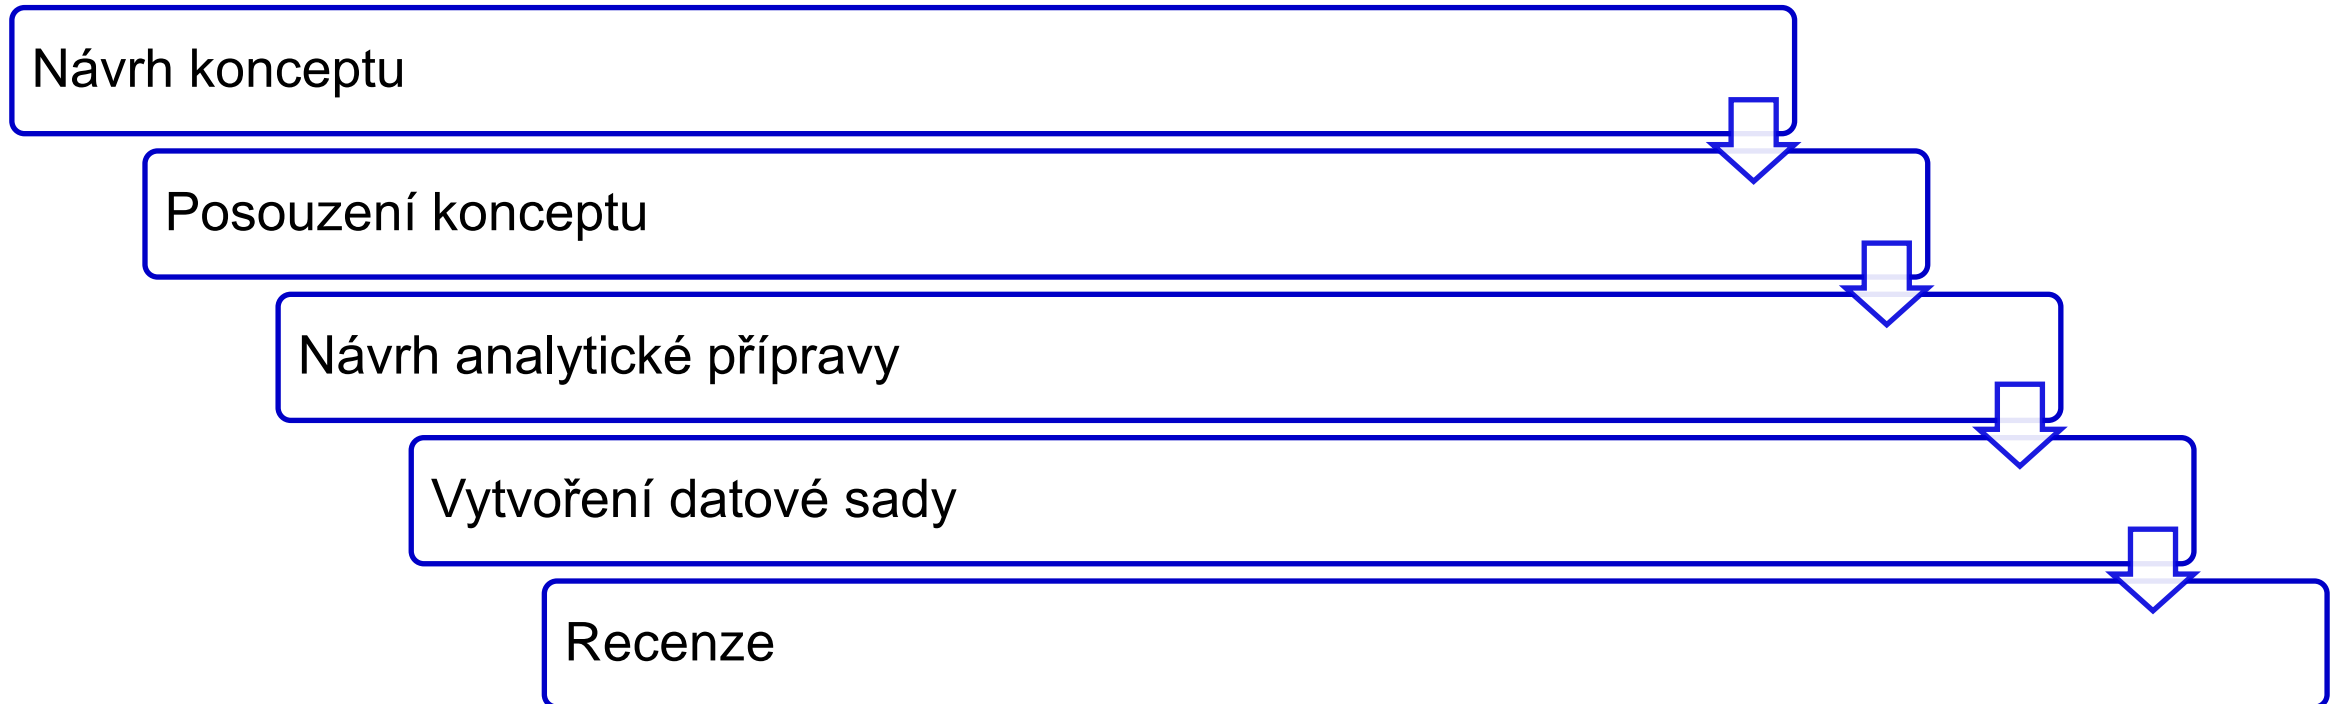 Návrh konceptu
Posouzení konceptu
Návrh analytické přípravy
Vytvoření datové sady
Recenze